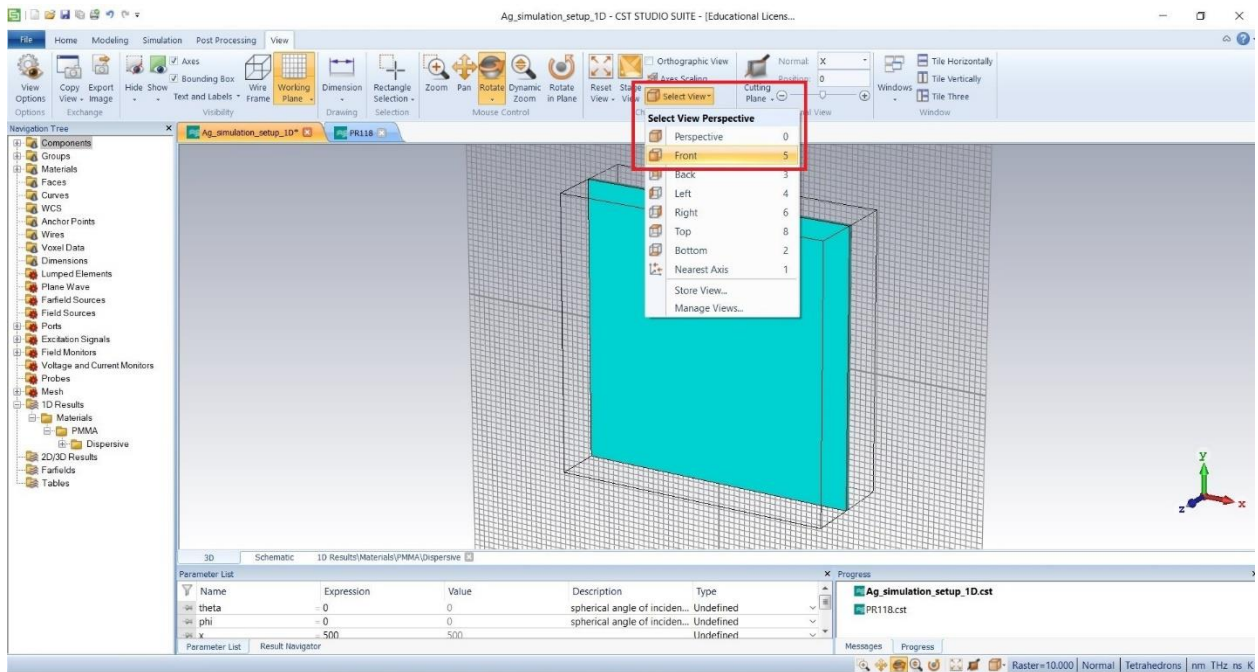 Ag_simulation_setup_1D - CST STUDIO SUITE - [Educational Licens...
File Home Modeling Simulation Post Processing View
Axes
Bounding Box
Text and Labels
View Options
Copy View
Export Image
Hide Show
Wire Frame
Working Plane
Dimension
Rectangle Selection
Zoom Pan Rotate Dynamic Zoom Rotate in Plane
Reset View
Orthographic View
Axes Scaling
Select View
Cutting Plane
Normal: X
Position: 0
Windows
Tile Horizontally
Tile Vertically
Tile Three
Options Exchange Visibility Drawing Selection Mouse Control Window
Select View Perspective
Perspective 0
Front 5
Back 3
Left 4
Right 6
Top 8
Bottom 2
Nearest Axis 1
Store View...
Manage Views...
Navigation Tree
Components
Groups
Materials
Faces
Curves
WCS
Anchor Points
Wires
Voxel Data
Dimensions
Lumped Elements
Plane Wave
Farfield Sources
Field Sources
Ports
Excitation Signals
Field Monitors
Voltage and Current Monitors
Probes
Mesh
1D Results
Materials
PMMA
Dispersive
2D/3D Results
Farfields
Tables
Ag_simulation_setup_1D* PR118
y
z x
3D Schematic 1D Results\Materials\PMMA\Dispersive
Parameter List
Name Expression Value Description Type
theta = 0 0 spherical angle of inciden... Undefined
phi = 0 0 spherical angle of inciden... Undefined
x = 500 500 Undefined
Parameter List Result Navigator
Progress
Ag_simulation_setup_1D.cst
PR118.cst
Messages Progress
Raster=10.000 Normal Tetrahedrons nm THz ns K